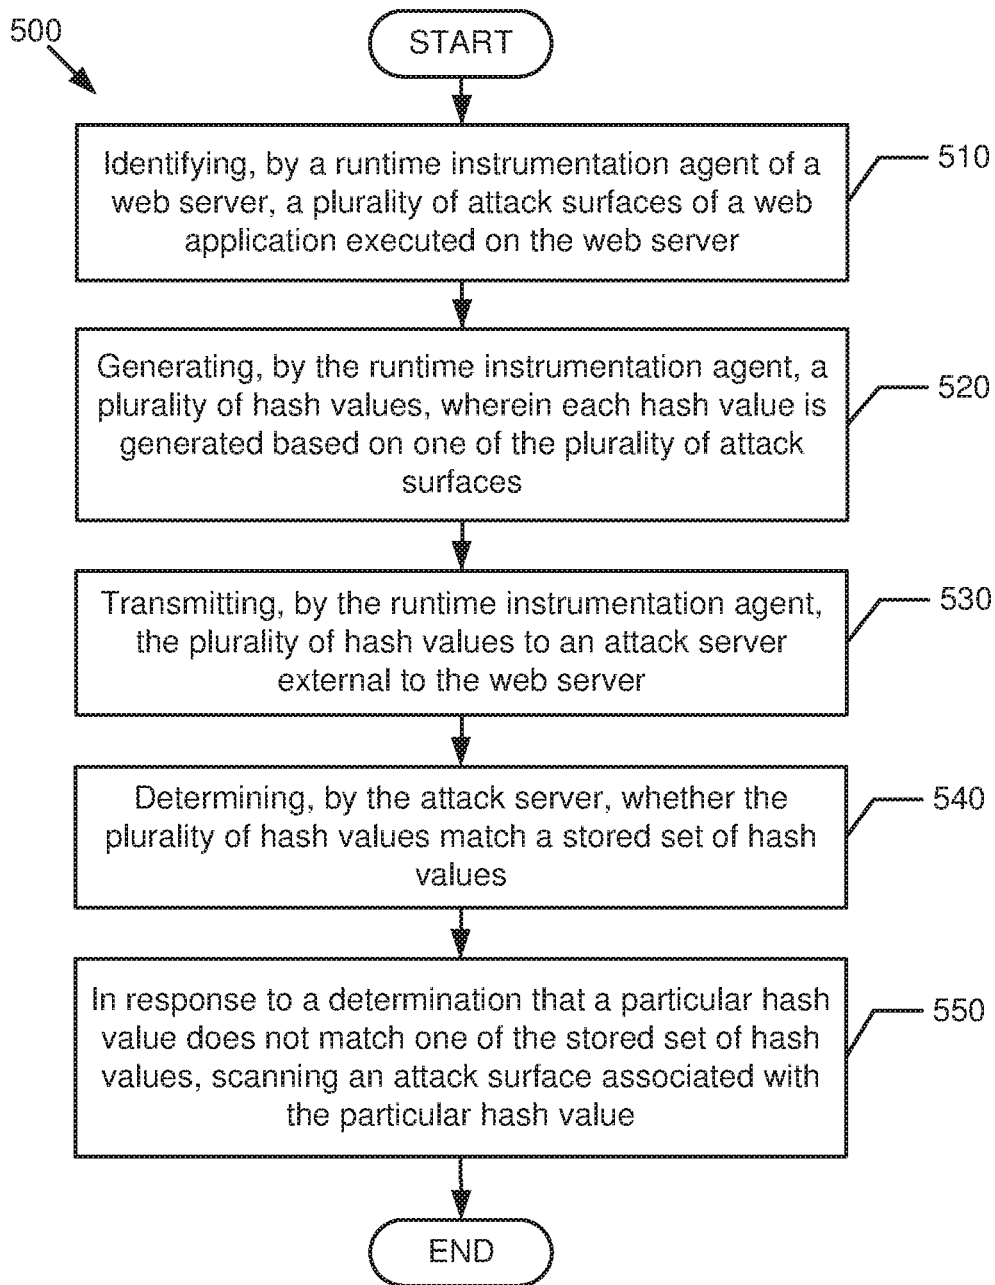 500
START
Identifying, by a runtime instrumentation agent of a
web server, a plurality of attack surfaces of a web
application executed on the web server
510
Generating, by the runtime instrumentation agent, a
plurality of hash values, wherein each hash value is
generated based on one of the plurality of attack
surfaces
520
Transmitting, by the runtime instrumentation agent,
the plurality of hash values to an attack server
external to the web server
530
Determining, by the attack server, whether the
plurality of hash values match a stored set of hash
values
540
In response to a determination that a particular hash
value does not match one of the stored set of hash
values, scanning an attack surface associated with
the particular hash value
550
END